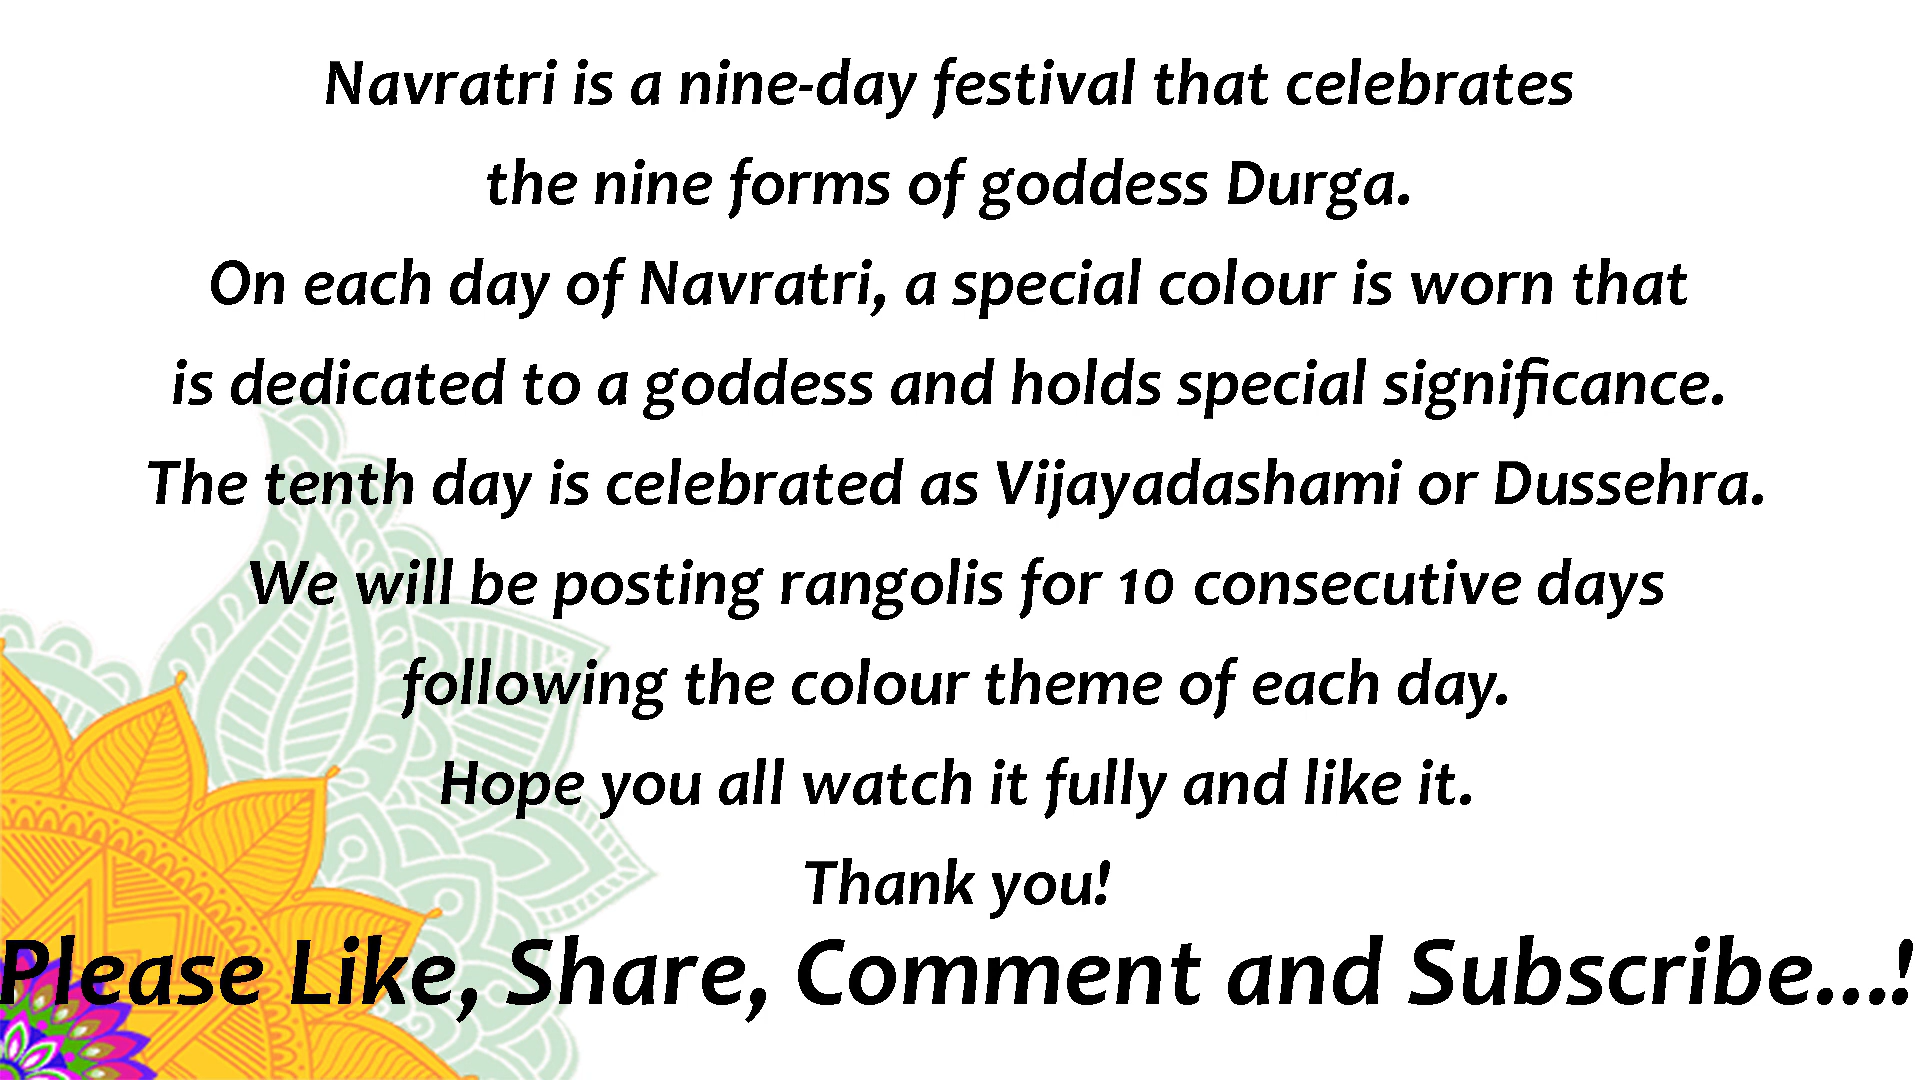 Navratri is a nine-day festival that celebrates
the nine forms of goddess Durga.
On each day of Navratri, a special colour is worn that
is dedicated to a goddess and holds special significance.
The tenth day is celebrated as Vijayadashami or Dussehra.
We will be posting rangolis for 10 consecutive days
following the colour theme of each day.
Hope you all watch it fully and like it.
Thank you!
Please Like, Share, Comment and Subscribe...!